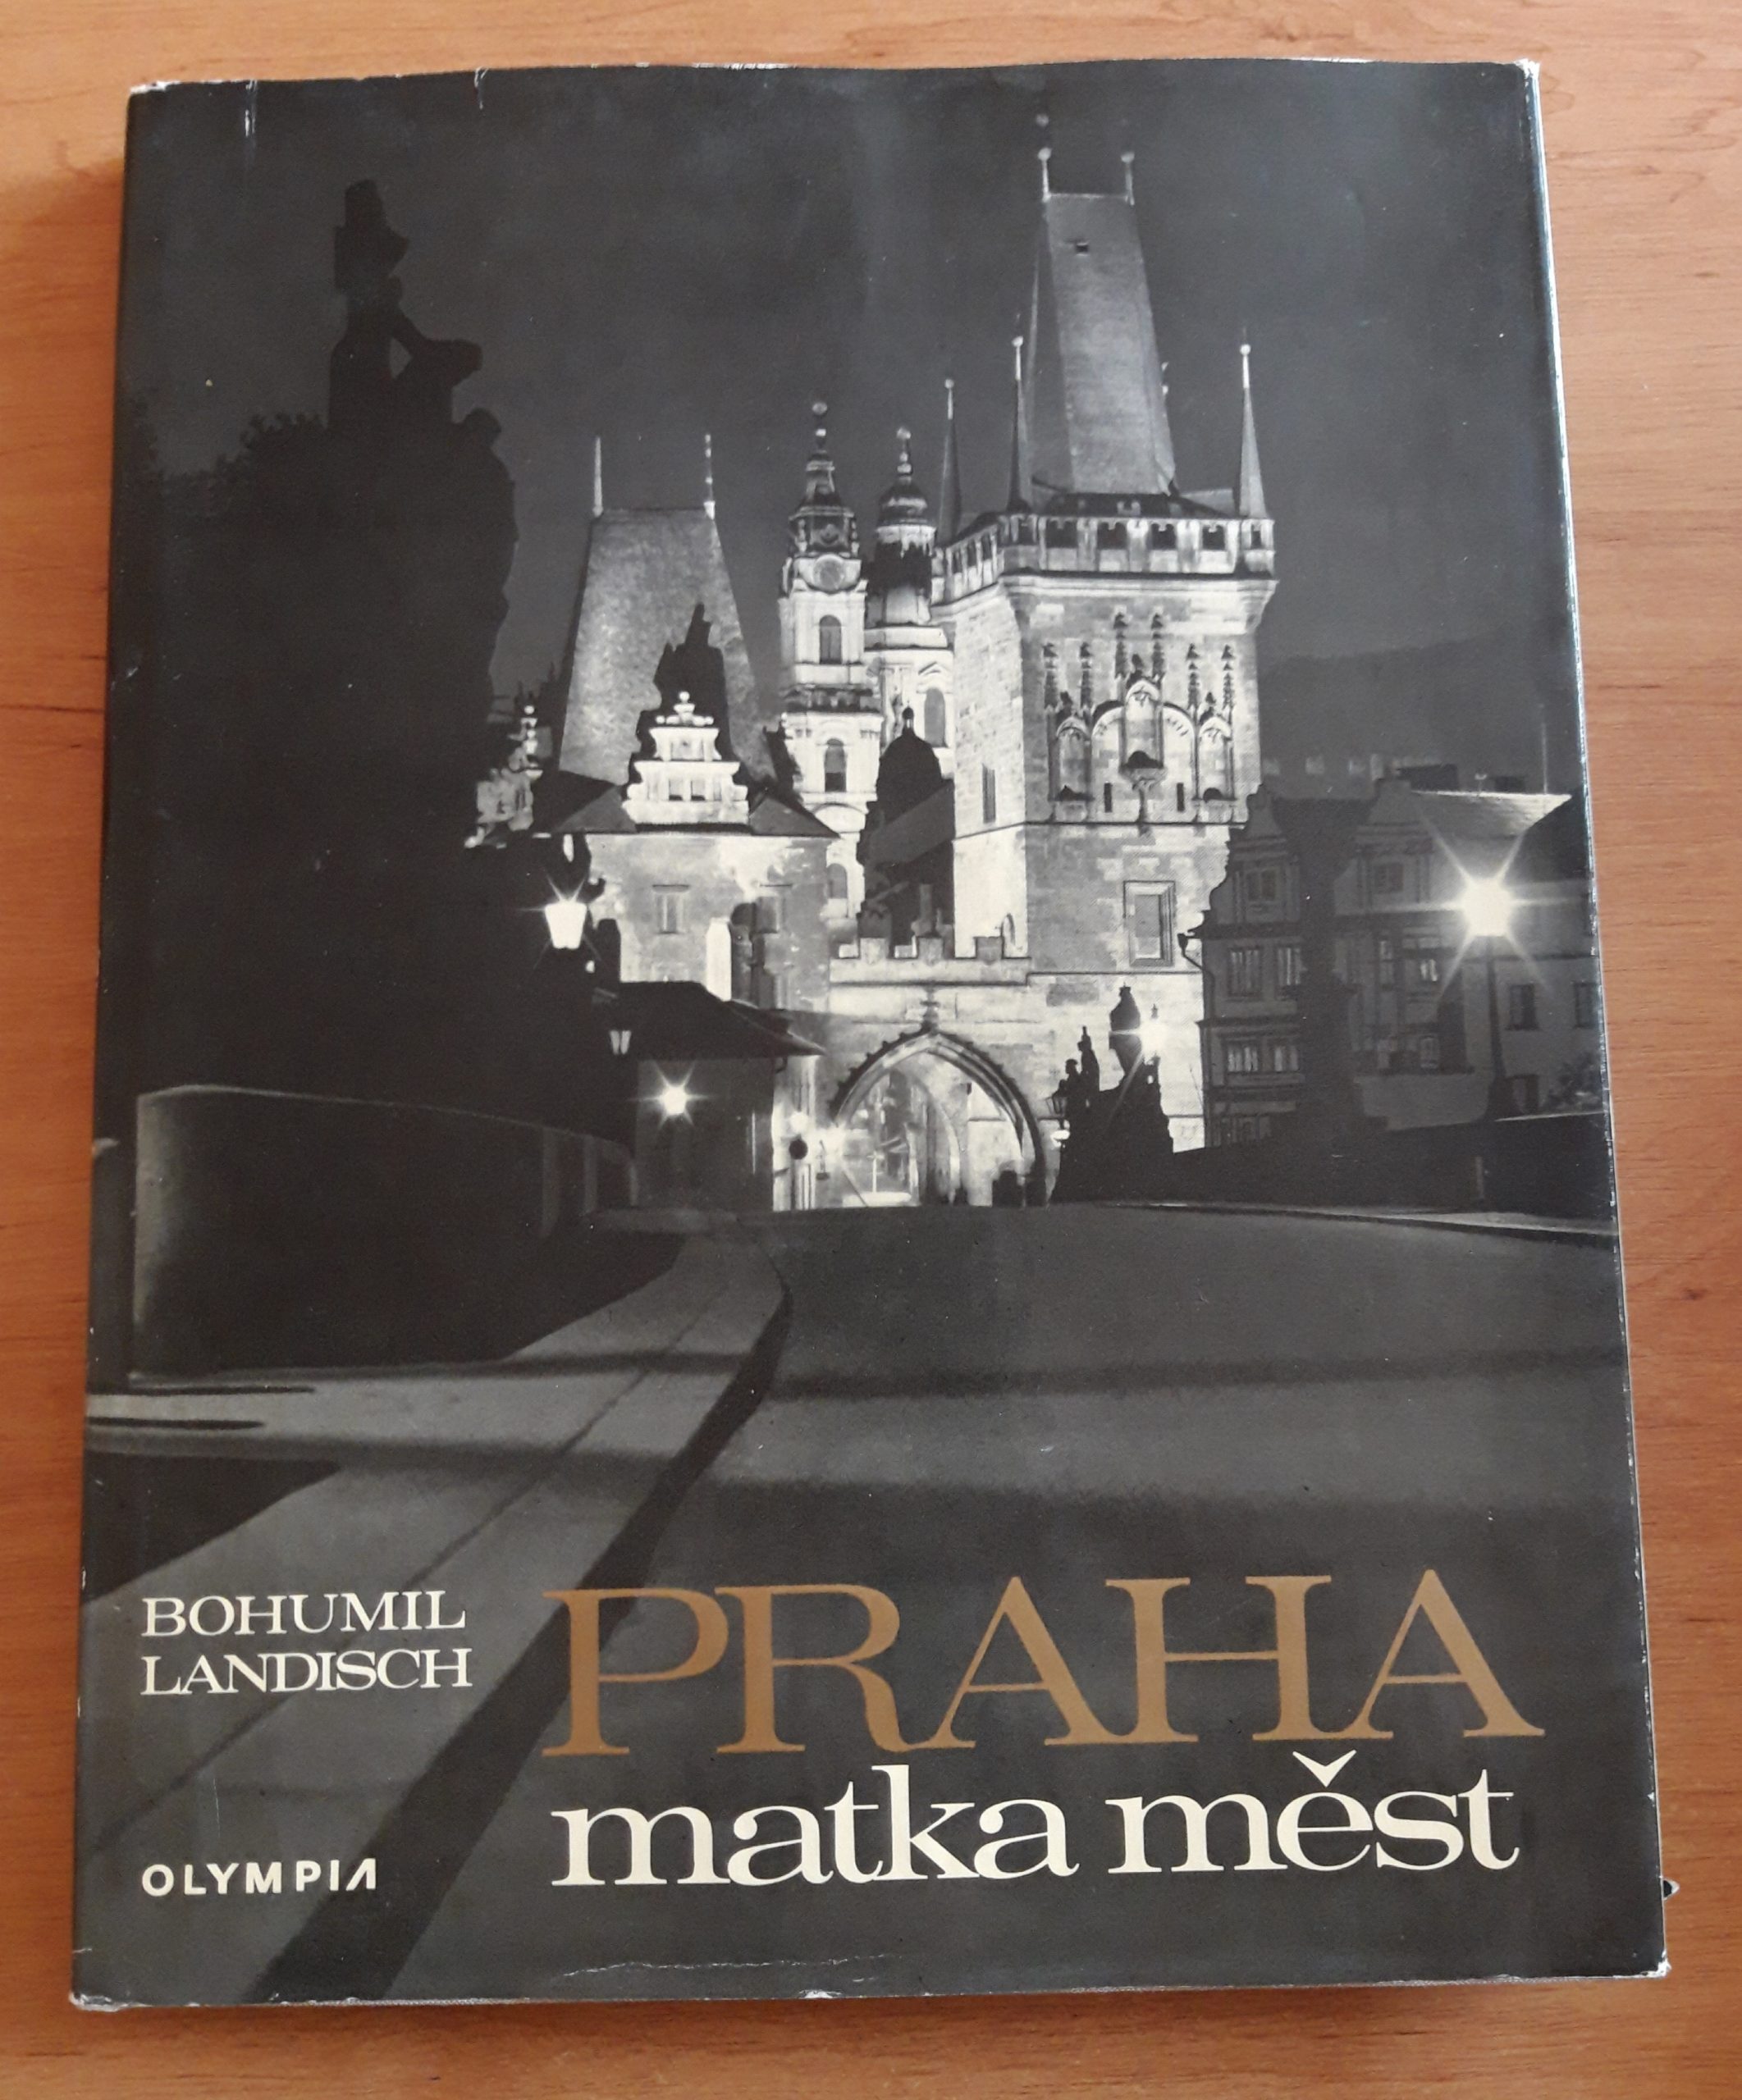 BOHUMIL
LANDISCH
PRAHA
matka měst
OLYMPIA